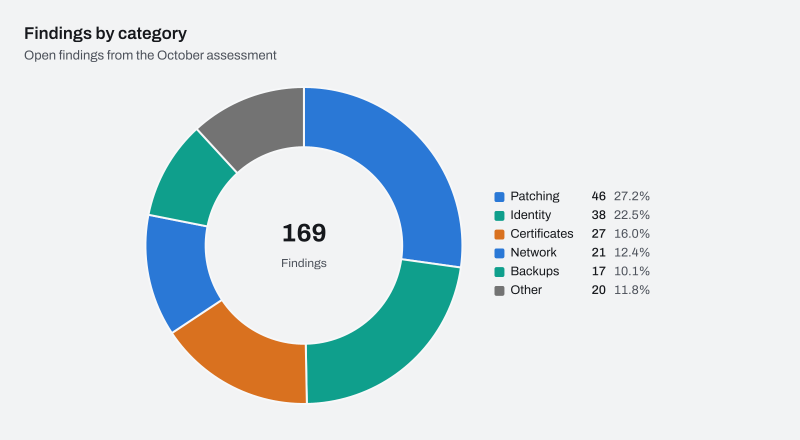 Findings by category
Open findings from the October assessment
169
Findings
Patching 46 27.2%
Identity 38 22.5%
Certificates 27 16.0%
Network 21 12.4%
Backups 17 10.1%
Other 20 11.8%